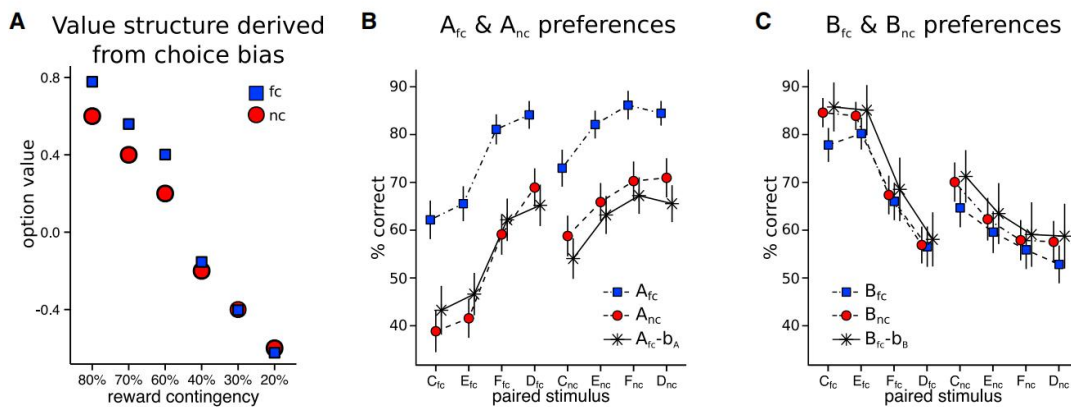 A
Value structure derived
from choice bias
0.8
0.4
0.0
-0.4
option value
fc
nc
80% 70% 60% 40% 30% 20%
reward contingency
B
Afc & Anc preferences
90
80
70
60
50
40
% correct
Afc
Anc
Afc-bA
Cfc Efc Ffc Dfc Cnc Enc Fnc Dnc
paired stimulus
C
Bfc & Bnc preferences
90
80
70
60
50
40
% correct
Bfc
Bnc
Bfc-bB
Cfc Efc Ffc Dfc Cnc Enc Fnc Dnc
paired stimulus